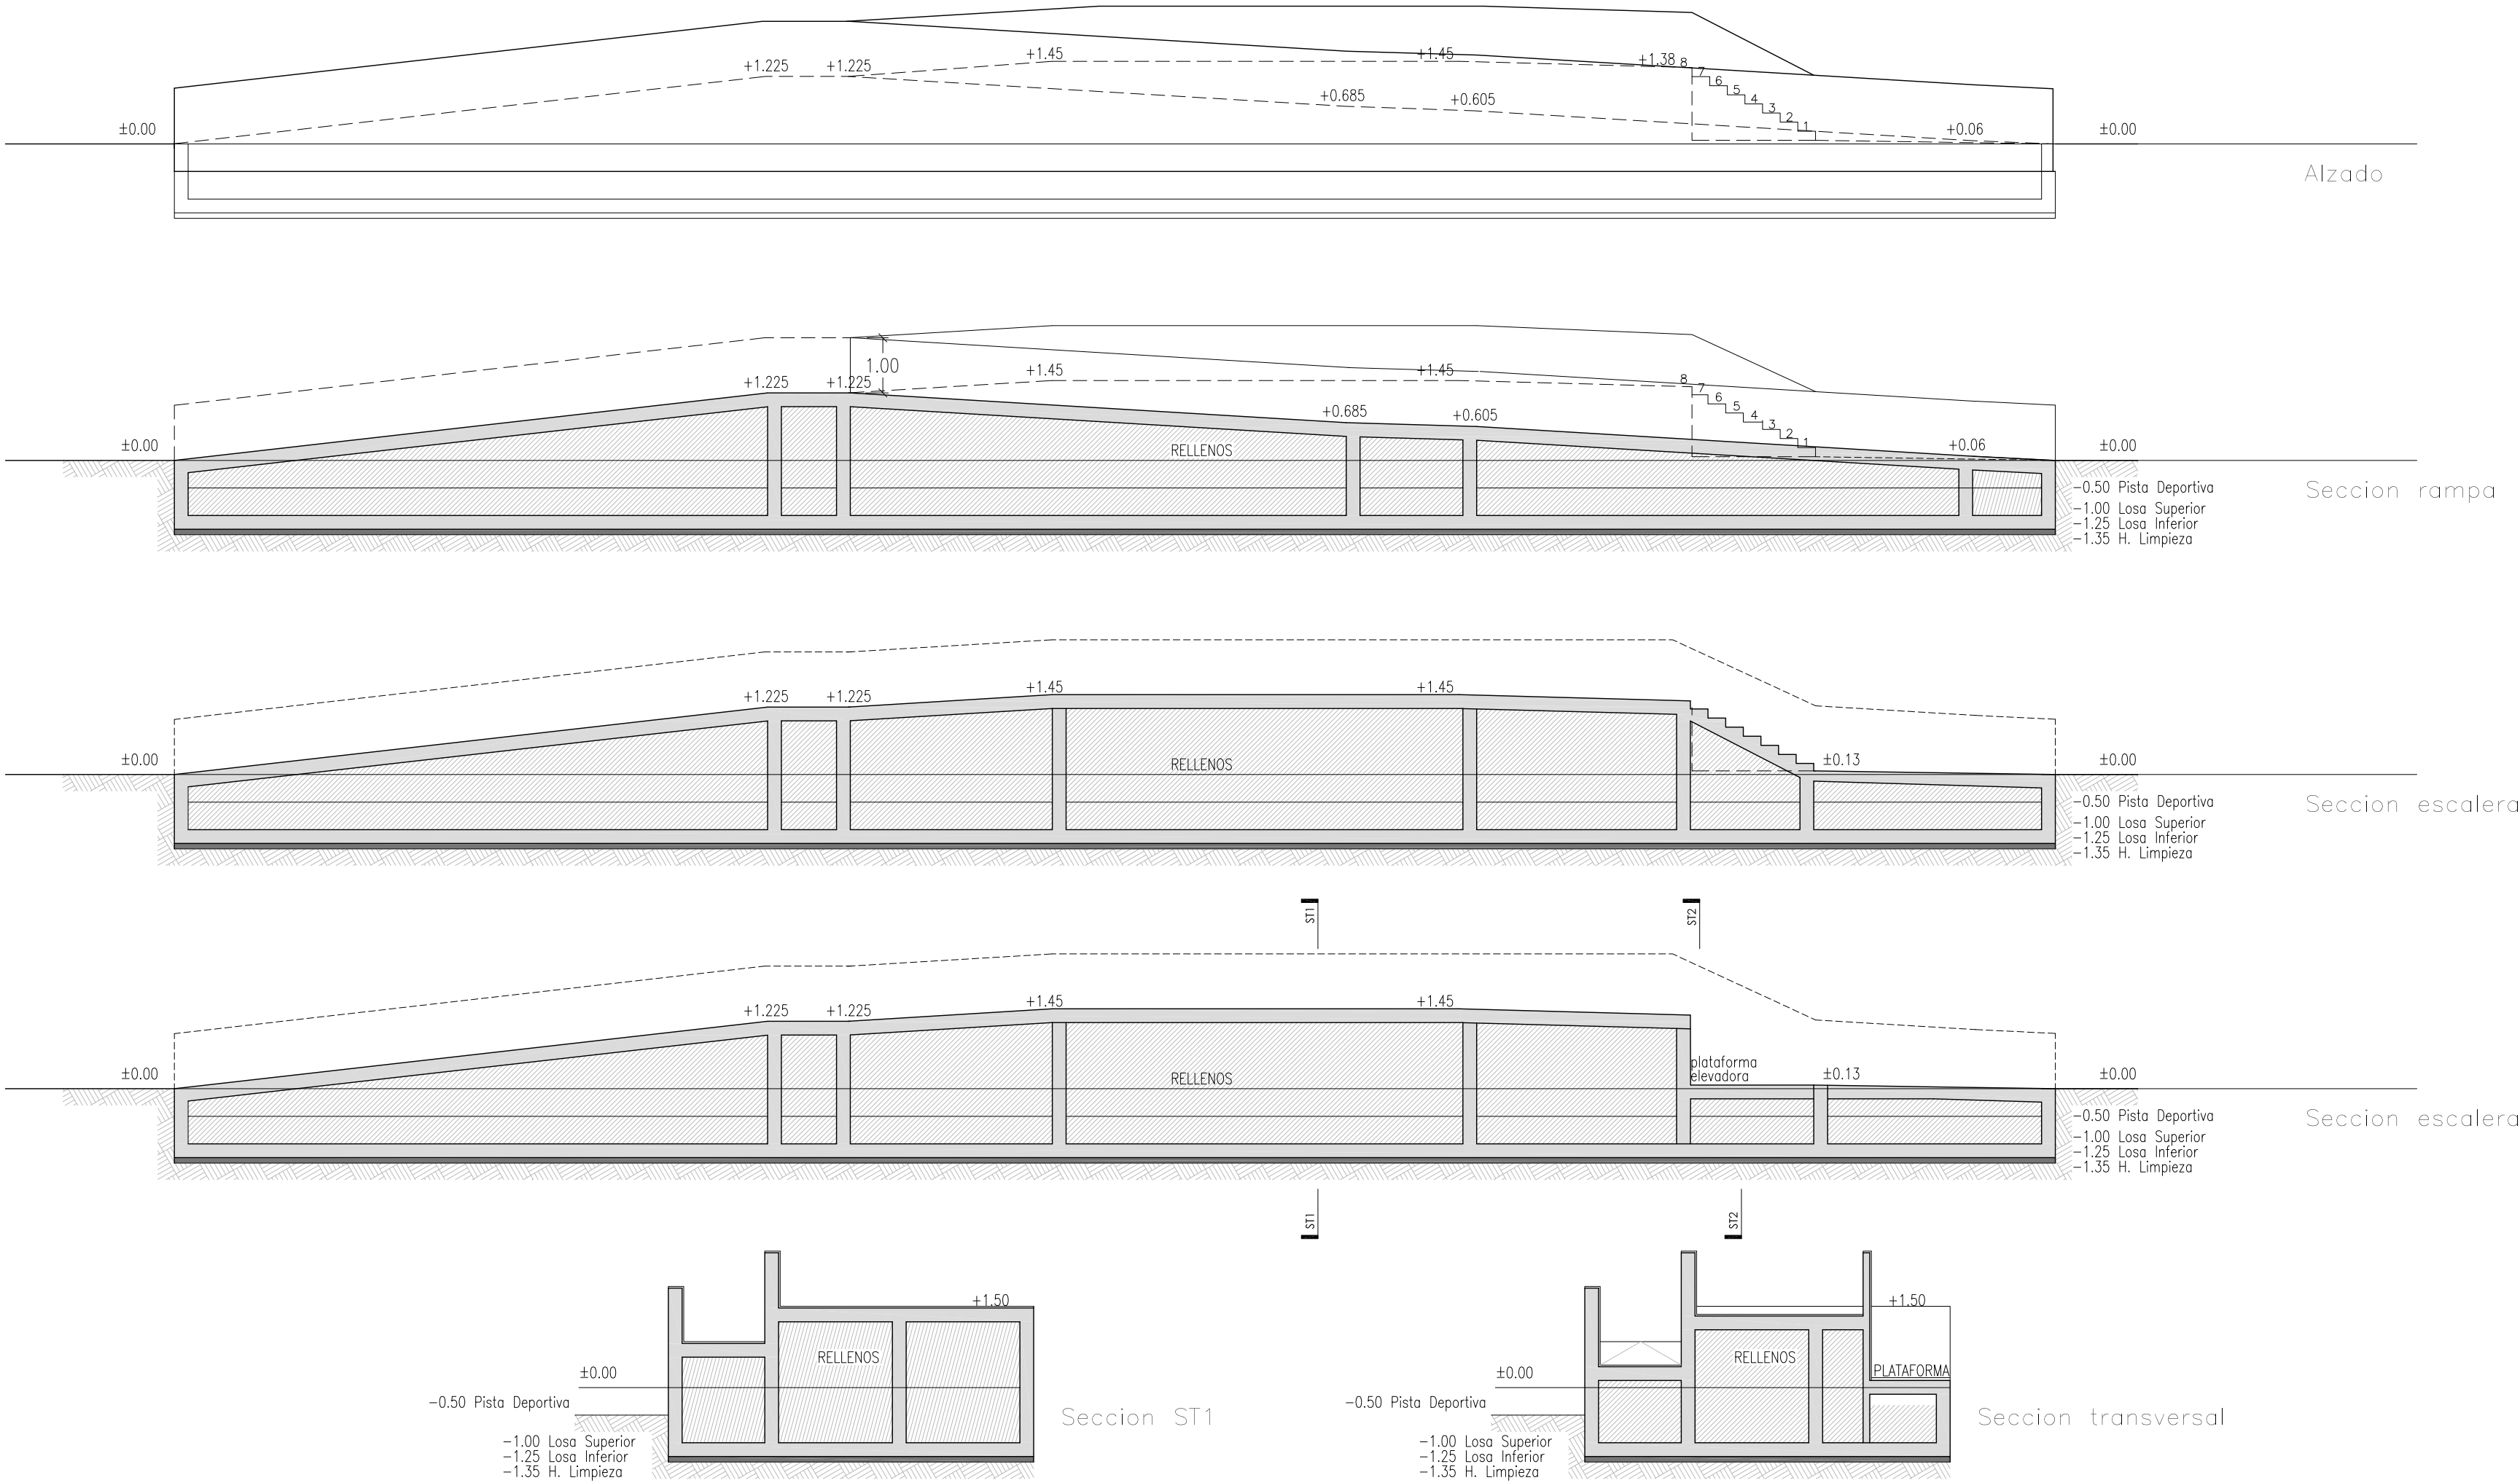 +1.45
+1.45
+1.225
+1.225
+1.38
8
7
6
5
4
3
2
1
+0.685
+0.605
±0.00
+0.06
±0.00
Alzado
1.00
+1.45
+1.45
+1.225
+1.225
8
7
6
5
4
3
2
1
+0.685
+0.605
±0.00
RELLENOS
+0.06
±0.00
-0.50 Pista Deportiva
-1.00 Losa Superior
-1.25 Losa Inferior
-1.35 H. Limpieza
Seccion rampa
+1.225
+1.225
+1.45
+1.45
±0.00
RELLENOS
±0.13
±0.00
-0.50 Pista Deportiva
-1.00 Losa Superior
-1.25 Losa Inferior
-1.35 H. Limpieza
Seccion escalera
ST1
ST2
+1.225
+1.225
+1.45
+1.45
±0.00
RELLENOS
plataforma
elevadora
±0.13
±0.00
-0.50 Pista Deportiva
-1.00 Losa Superior
-1.25 Losa Inferior
-1.35 H. Limpieza
Seccion escalera
ST1
ST2
+1.50
RELLENOS
±0.00
-0.50 Pista Deportiva
-1.00 Losa Superior
-1.25 Losa Inferior
-1.35 H. Limpieza
Seccion ST1
+1.50
RELLENOS
PLATAFORMA
±0.00
-0.50 Pista Deportiva
-1.00 Losa Superior
-1.25 Losa Inferior
-1.35 H. Limpieza
Seccion transversal